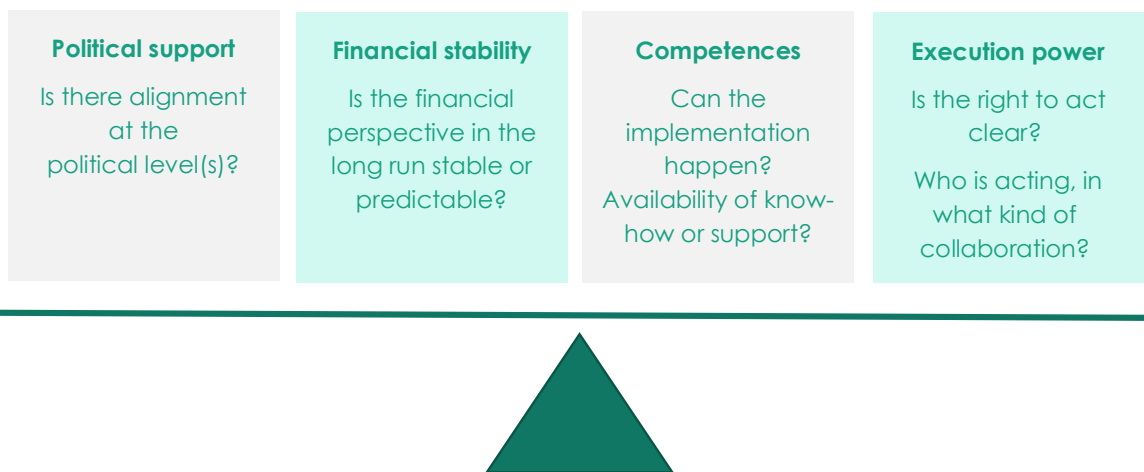 Political support
Is there alignment
at the
political level(s)?
Financial stability
Is the financial
perspective in the
long run stable or
predictable?
Competences
Can the
implementation
happen?
Availability of know-
how or support?
Execution power
Is the right to act
clear?
Who is acting, in
what kind of
collaboration?